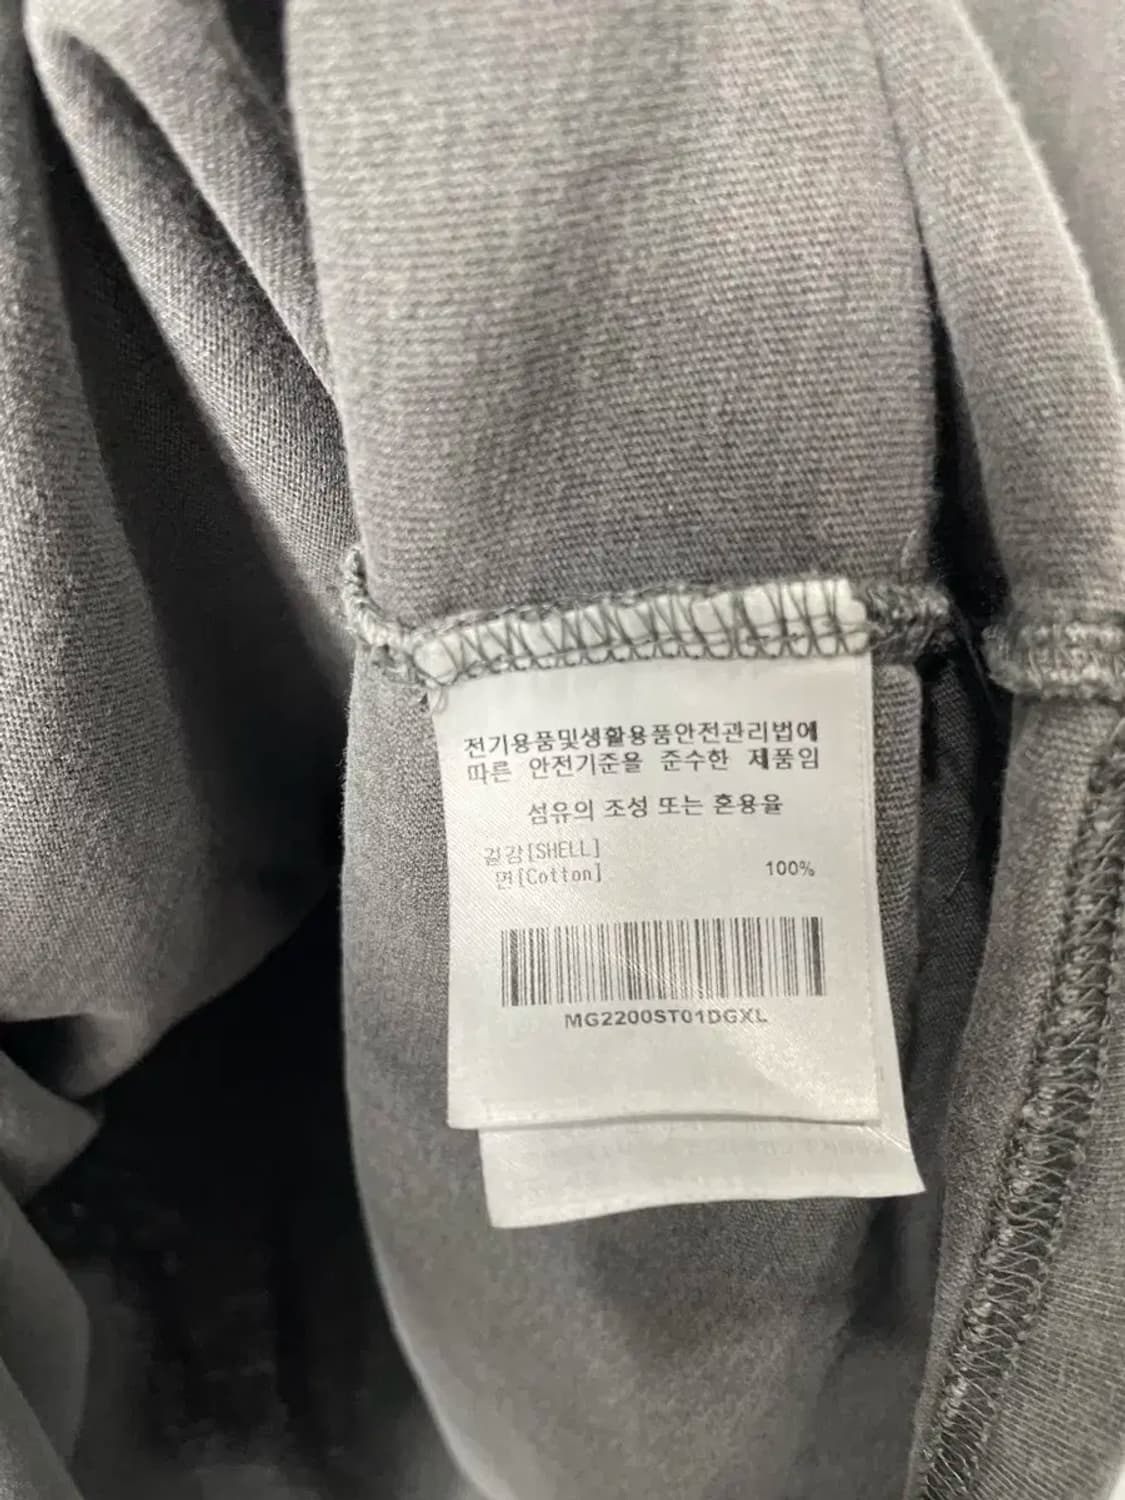 전기용품및생활용품안전관리법에
따른 안전기준을 준수한 제품임
섬유의 조성 또는 혼용율
겉감[SHELL]
면[Cotton] 100%
MG2200ST01DGXL